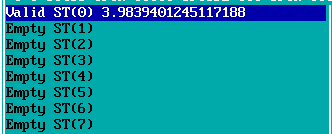 Valid ST(0) 3.9839401245117188
Empty ST(1)
Empty ST(2)
Empty ST(3)
Empty ST(4)
Empty ST(5)
Empty ST(6)
Empty ST(7)